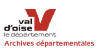 val
d'oise
le département
Archives départementales